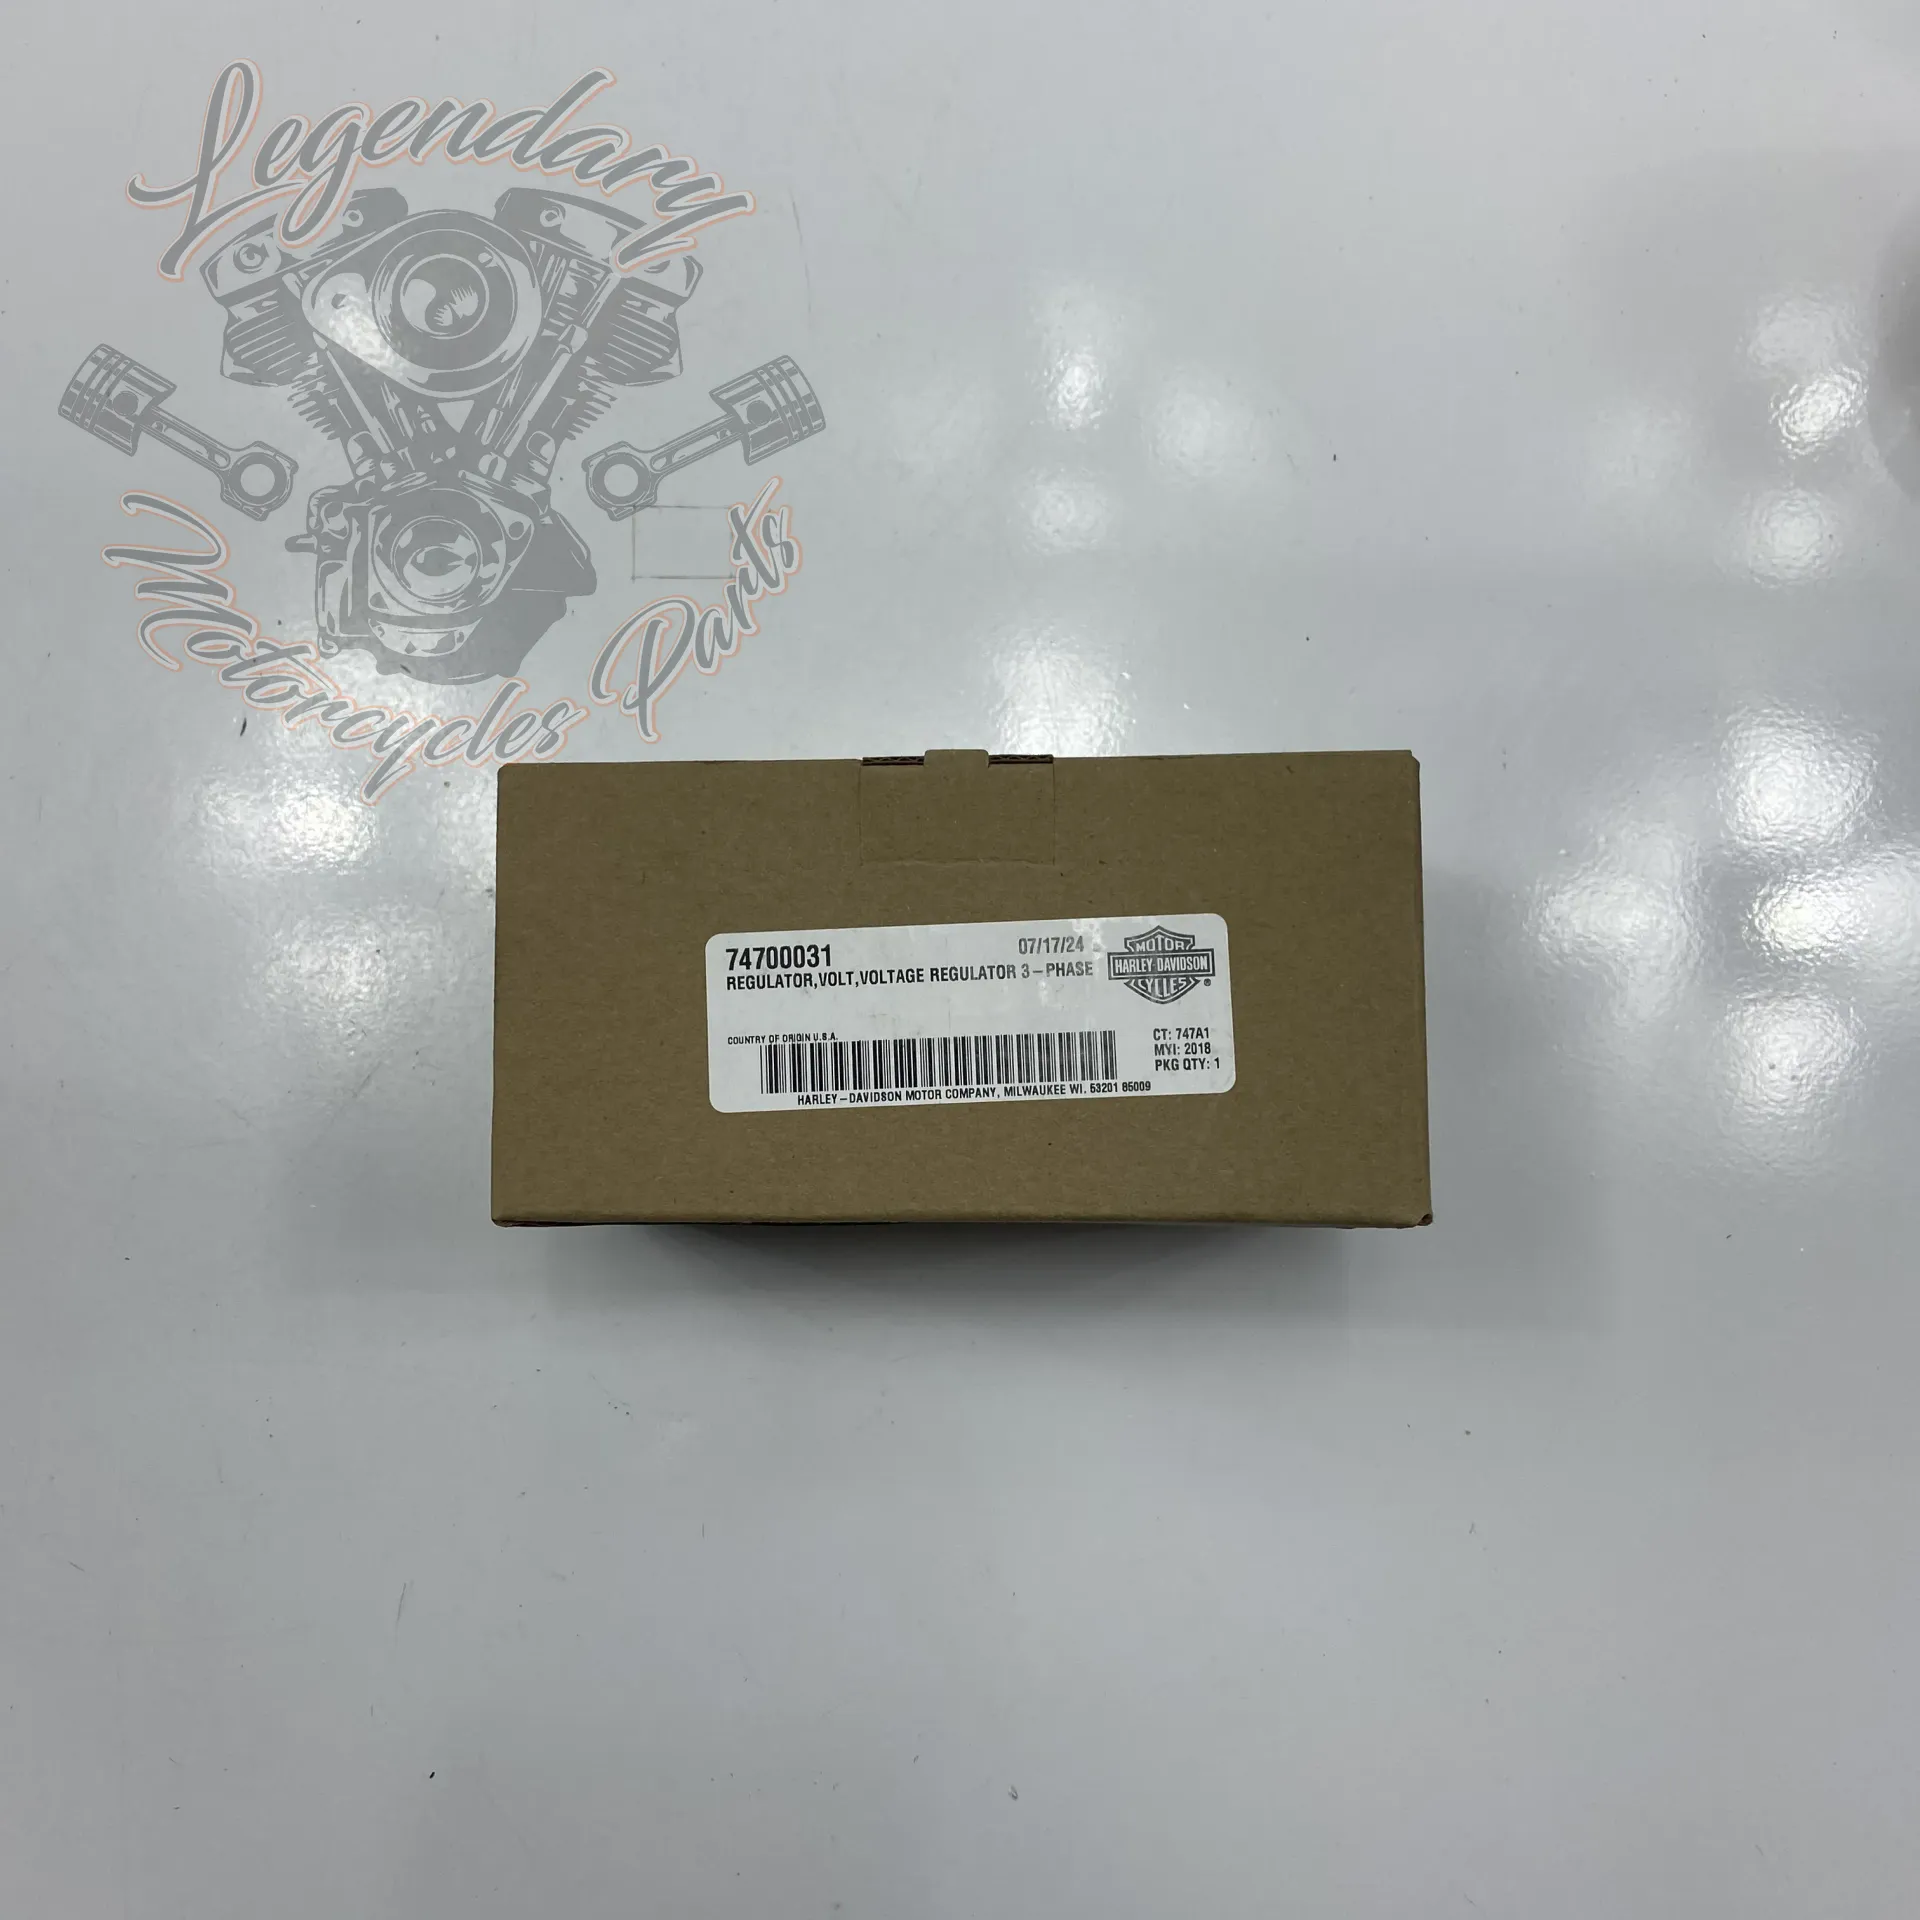 Legendary
Motorcycles Parts
74700031
07/17/24
REGULATOR,VOLT,VOLTAGE REGULATOR 3-PHASE
MOTOR
HARLEY-DAVIDSON
CYCLES
®
COUNTRY OF ORIGIN U.S.A.
CT: 747A1
MYI: 2018
PKG QTY: 1
HARLEY-DAVIDSON MOTOR COMPANY, MILWAUKEE WI. 53201 85009